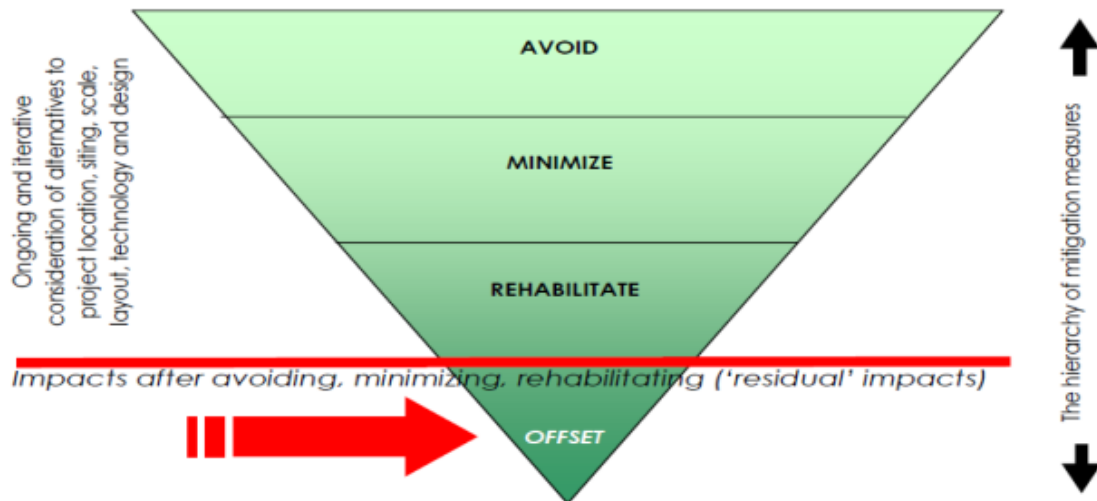 Ongoing and iterative
consideration of alternatives to
project location, siting, scale,
layout, technology and design
AVOID
MINIMIZE
REHABILITATE
Impacts after avoiding, minimizing, rehabilitating (‘residual’ impacts)
OFFSET
The hierarchy of mitigation measures